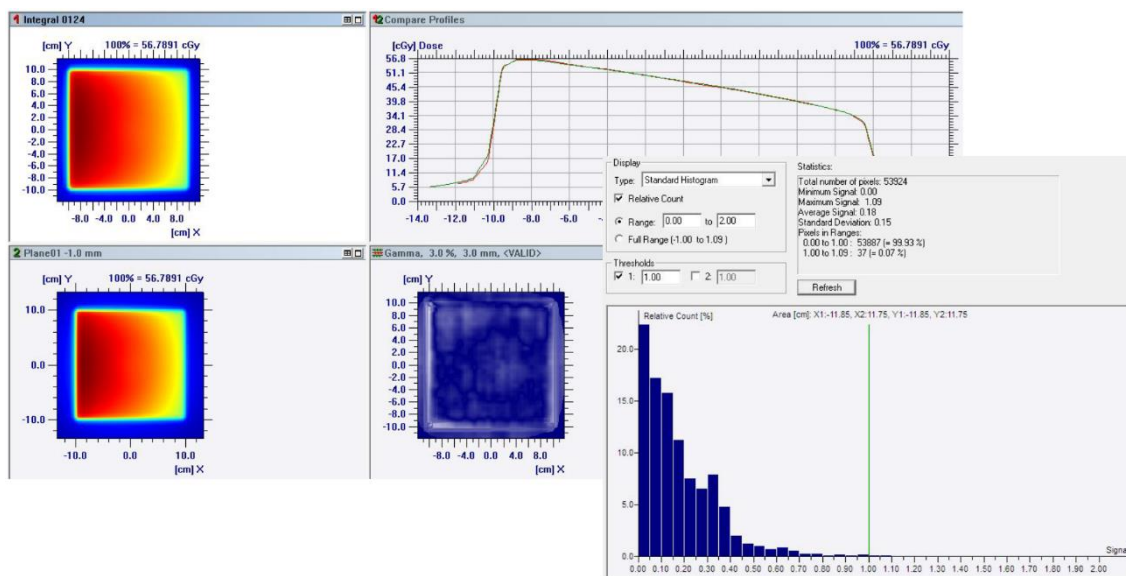 1 Integral 0124
[cm] Y 100% = 56.7891 cGy
10.0
8.0
6.0
4.0
2.0
0.0
-2.0
-4.0
-6.0
-8.0
-10.0
-8.0 -4.0 0.0 4.0 8.0
[cm] X
12 Compare Profiles
[cGy] Dose 100% = 56.7891 cGy
56.8
51.1
45.4
39.8
34.1
28.4
22.7
17.0
11.4
5.7
0.0
-14.0 -12.0 -10.0 -8.0 -6.0
2 Plane01 -1.0 mm
[cm] Y 100% = 56.7891 cGy
10.0
0.0
-10.0
-10.0 0.0 10.0
[cm] X
Gamma, 3.0 %, 3.0 mm, <VALID>
[cm] Y
10.0
8.0
6.0
4.0
2.0
0.0
-2.0
-4.0
-6.0
-8.0
-10.0
-8.0 -4.0 0.0 4.0 8.0
[cm] X
Display
Type: Standard Histogram
Relative Count
Range: 0.00 to 2.00
Full Range (-1.00 to 1.09 )
Thresholds
1: 1.00 2: 1.00
Statistics:
Total number of pixels: 53924
Minimum Signal: 0.00
Maximum Signal: 1.09
Average Signal: 0.18
Standard Deviation: 0.15
Pixels in Ranges:
0.00 to 1.00 : 53887 (= 99.93 %)
1.00 to 1.09 : 37 (= 0.07 %)
Refresh
Relative Count [%] Area [cm]: X1:-11.85, X2:11.75, Y1:-11.85, Y2:11.75
20.0
15.0
10.0
5.0
0.0
Signa
0.00 0.10 0.20 0.30 0.40 0.50 0.60 0.70 0.80 0.90 1.00 1.10 1.20 1.30 1.40 1.50 1.60 1.70 1.80 1.90 2.00